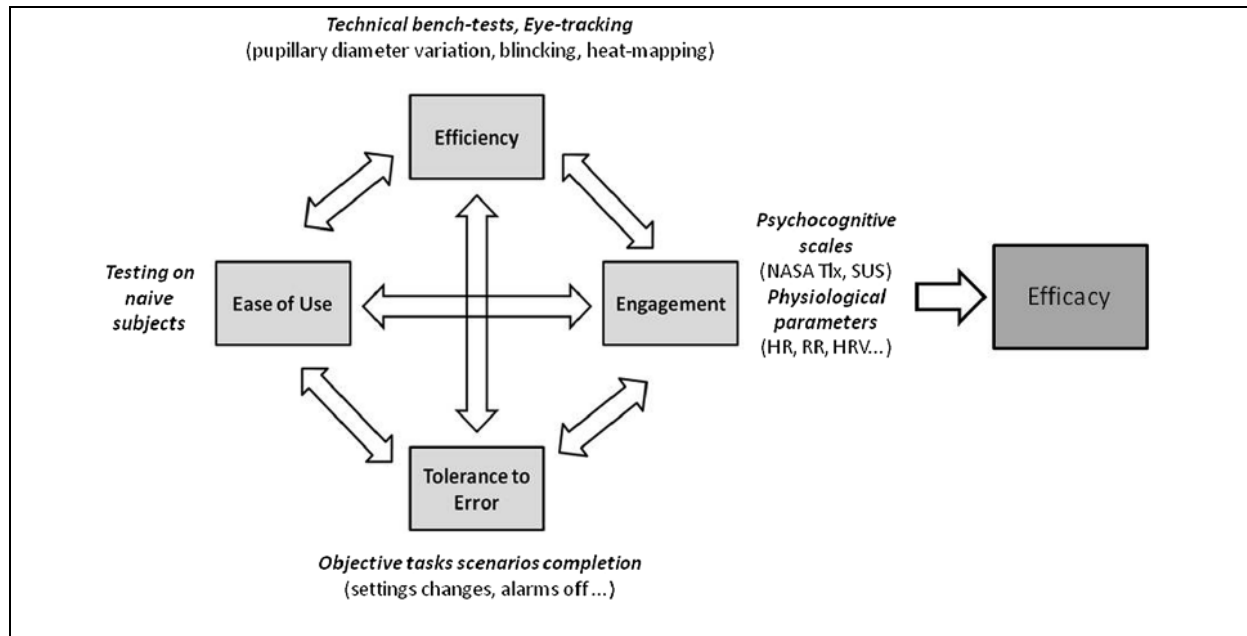 Technical bench-tests, Eye-tracking
(pupillary diameter variation, blincking, heat-mapping)
Efficiency
Testing on
naive
subjects
Ease of Use
Engagement
Psychocognitive
scales
(NASA Tlx, SUS)
Physiological
parameters
(HR, RR, HRV...)
Efficacy
Tolerance to
Error
Objective tasks scenarios completion
(settings changes, alarms off ...)